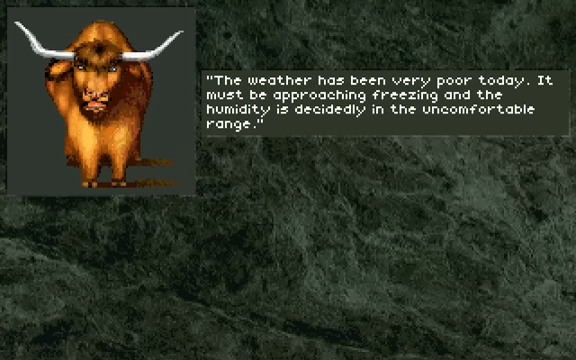 "The weather has been very poor today. It
must be approaching freezing and the
humidity is decidedly in the uncomfortable
range."